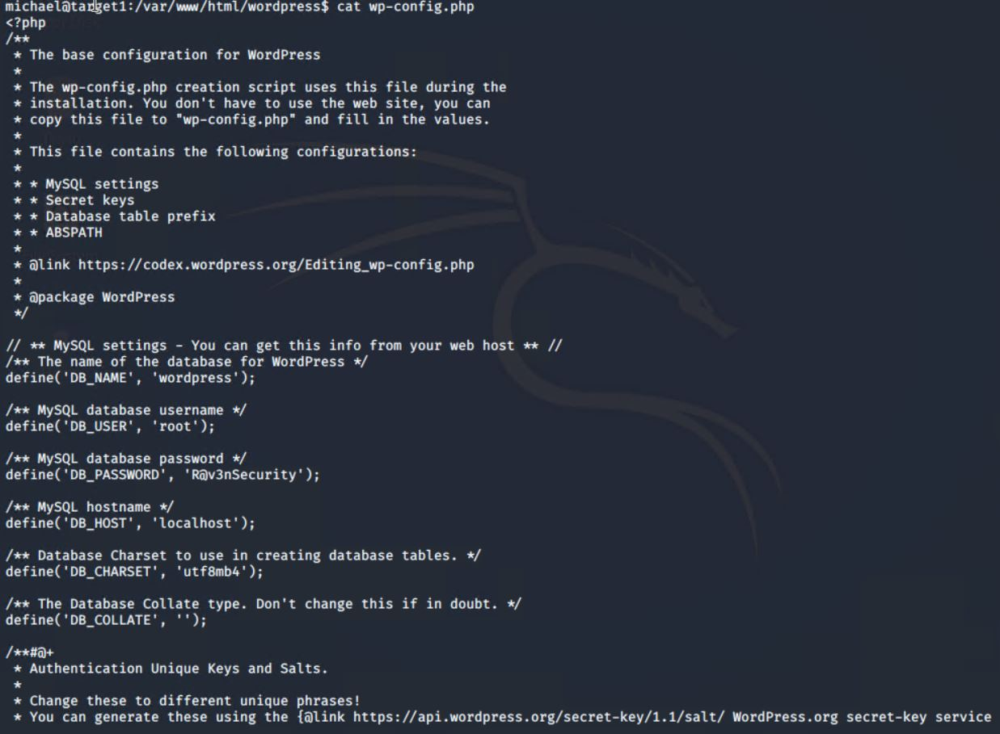 michael@target1:/var/www/html/wordpress$ cat wp-config.php
<?php
/**
 * The base configuration for WordPress
 *
 * The wp-config.php creation script uses this file during the
 * installation. You don't have to use the web site, you can
 * copy this file to "wp-config.php" and fill in the values.
 *
 * This file contains the following configurations:
 *
 * * MySQL settings
 * * Secret keys
 * * Database table prefix
 * * ABSPATH
 *
 * @link https://codex.wordpress.org/Editing_wp-config.php
 *
 * @package WordPress
 */

// ** MySQL settings - You can get this info from your web host ** //
/** The name of the database for WordPress */
define('DB_NAME', 'wordpress');

/** MySQL database username */
define('DB_USER', 'root');

/** MySQL database password */
define('DB_PASSWORD', 'R@v3nSecurity');

/** MySQL hostname */
define('DB_HOST', 'localhost');

/** Database Charset to use in creating database tables. */
define('DB_CHARSET', 'utf8mb4');

/** The Database Collate type. Don't change this if in doubt. */
define('DB_COLLATE', '');

/**#@+
 * Authentication Unique Keys and Salts.
 *
 * Change these to different unique phrases!
 * You can generate these using the {@link https://api.wordpress.org/secret-key/1.1/salt/ WordPress.org secret-key service